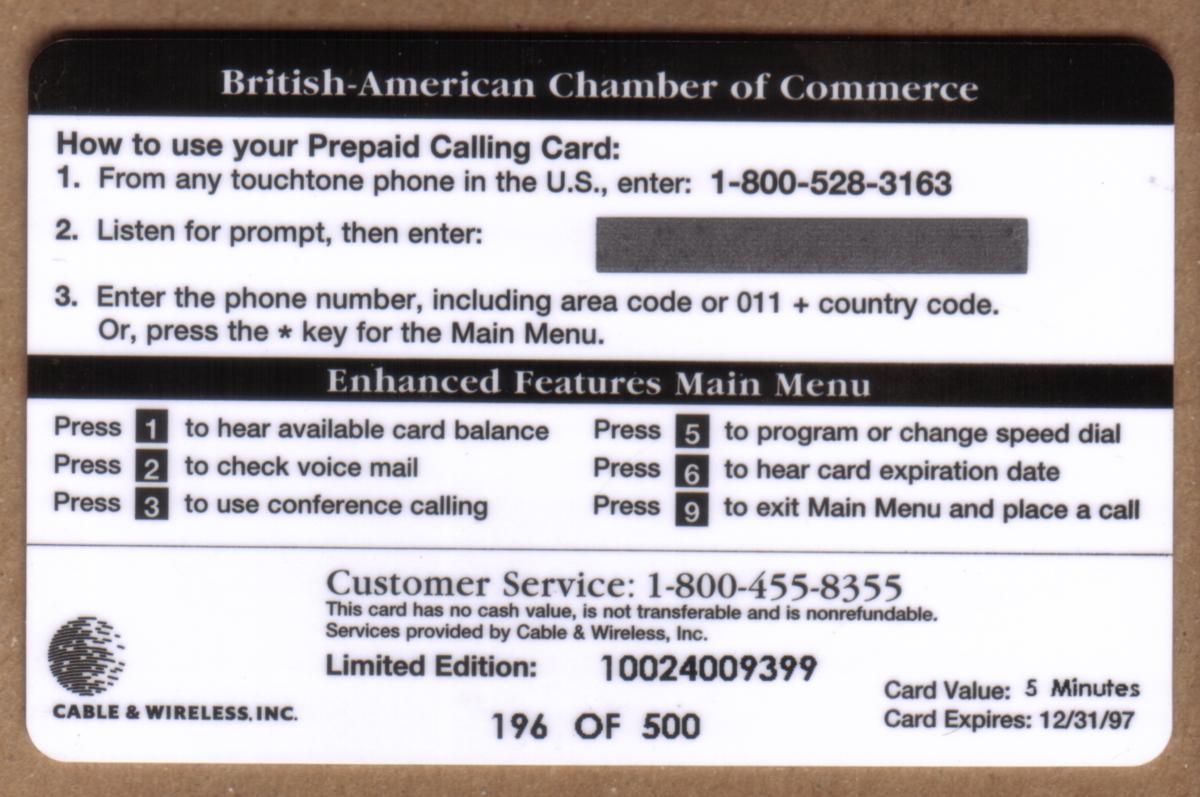 British-American Chamber of Commerce
How to use your Prepaid Calling Card:
1. From any touchtone phone in the U.S., enter: 1-800-528-3163
2. Listen for prompt, then enter:
3. Enter the phone number, including area code or 011 + country code.
Or, press the * key for the Main Menu.
Enhanced Features Main Menu
Press 1 to hear available card balance
Press 2 to check voice mail
Press 3 to use conference calling
Press 5 to program or change speed dial
Press 6 to hear card expiration date
Press 9 to exit Main Menu and place a call
Customer Service: 1-800-455-8355
This card has no cash value, is not transferable and is nonrefundable.
Services provided by Cable & Wireless, Inc.
Limited Edition: 10024009399
196 OF 500
CABLE & WIRELESS, INC.
Card Value: 5 Minutes
Card Expires: 12/31/97